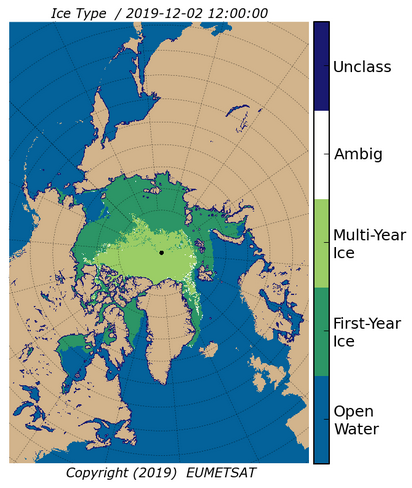 Ice Type / 2019-12-02 12:00:00
Unclass
Ambig
Multi-Year
Ice
First-Year
Ice
Open
Water
Copyright (2019) EUMETSAT